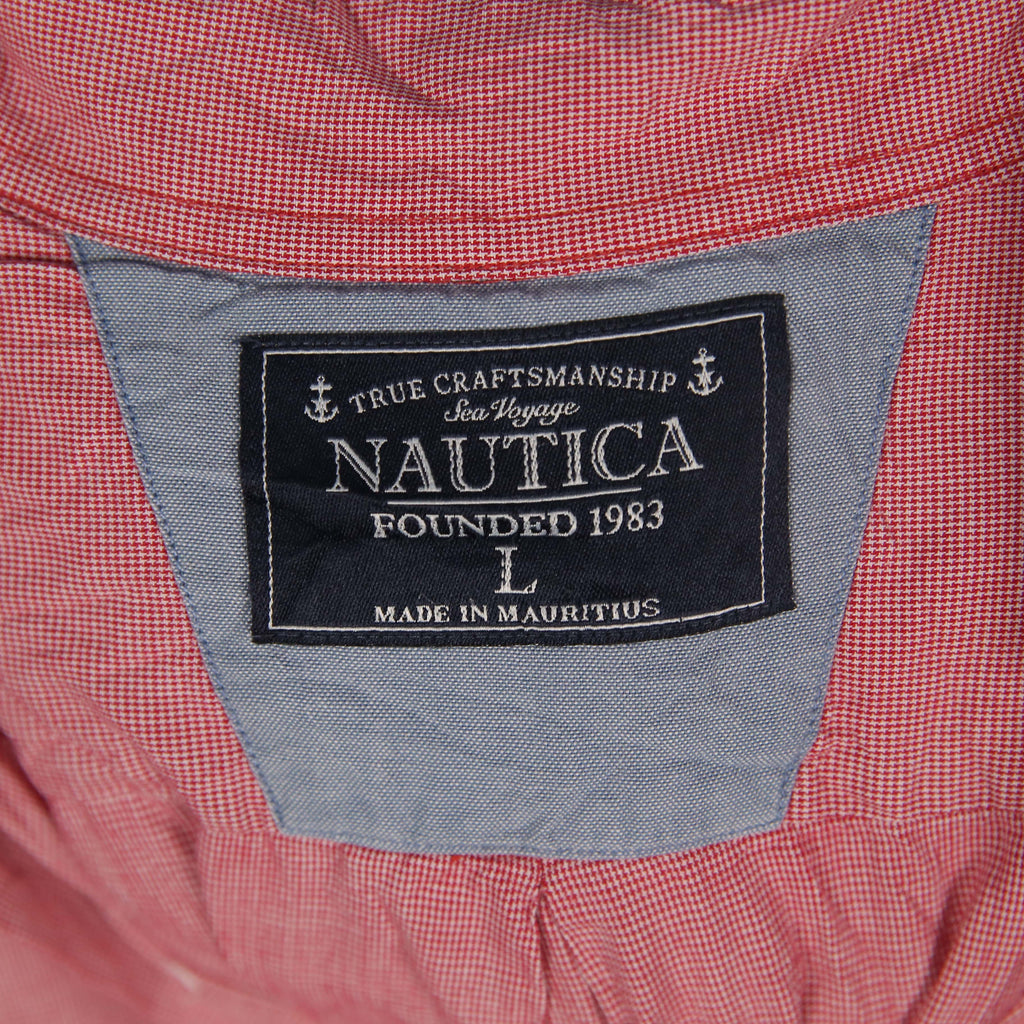 TRUE CRAFTSMANSHIP
Sea Voyage
NAUTICA
FOUNDED 1983
L
MADE IN MAURITIUS